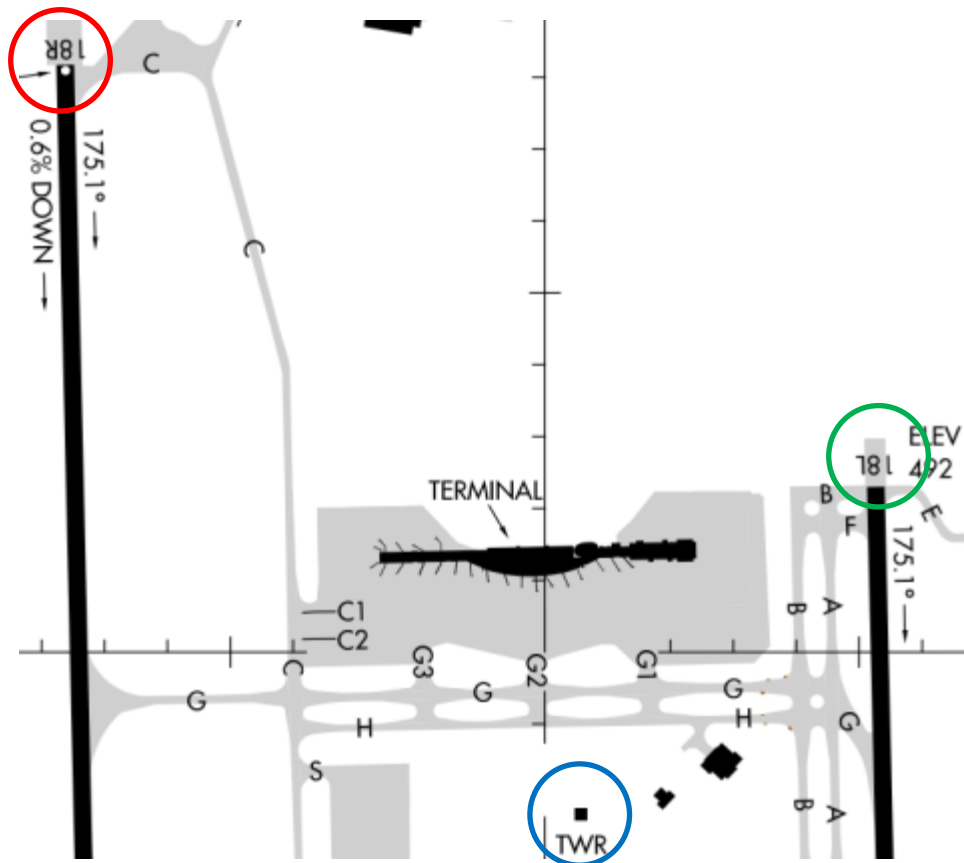 18R
C
0.6% DOWN
175.1°
C
TERMINAL
18L
ELEV
492
B
F
E
175.1°
C1
C2
B
A
C
G3
G2
G1
G
G
G
H
H
G
S
B
A
TWR